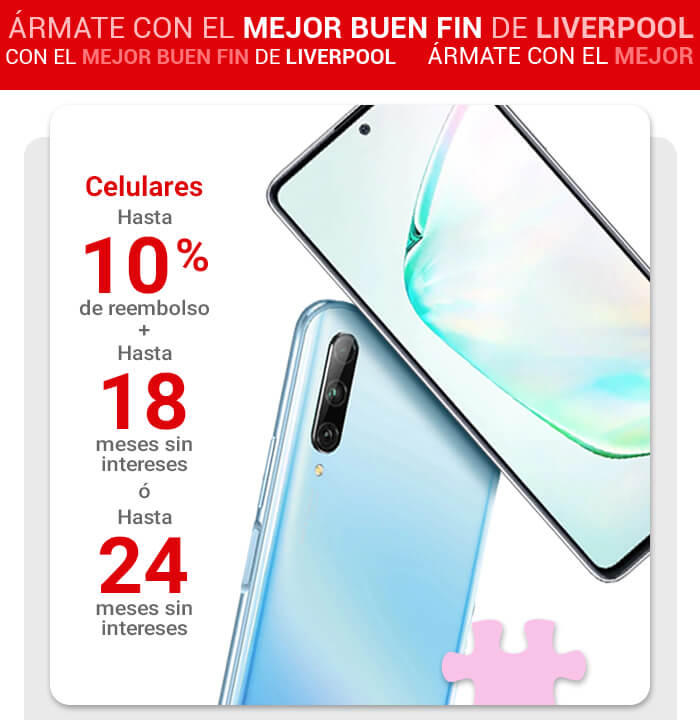 ÁRMATE CON EL MEJOR BUEN FIN DE LIVERPOOL
CON EL MEJOR BUEN FIN DE LIVERPOOL ÁRMATE CON EL MEJOR
Celulares
Hasta
10%
de reembolso
+
Hasta
18
meses sin
intereses
ó
Hasta
24
meses sin
intereses